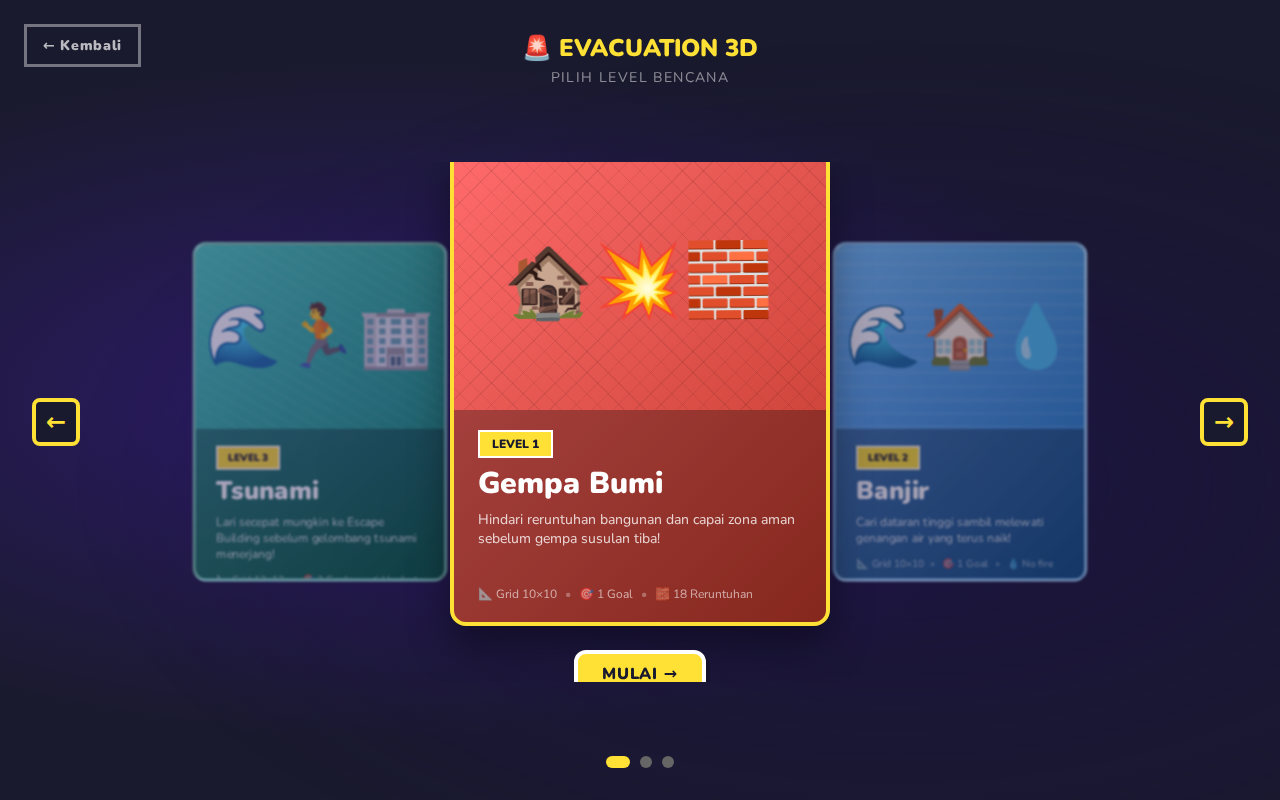 ← Kembali
🚨 EVACUATION 3D
PILIH LEVEL BENCANA
LEVEL 3
Tsunami
Lari secepat mungkin ke Escape
Building sebelum gelombang tsunami
menerjang!
LEVEL 1
Gempa Bumi
Hindari reruntuhan bangunan dan capai zona aman
sebelum gempa susulan tiba!
📐 Grid 10×10 • 🎯 1 Goal • 🧱 18 Reruntuhan
LEVEL 2
Banjir
Cari dataran tinggi sambil melewati
genangan air yang terus naik!
📐 Grid 10×10 • 🎯 1 Goal • 💧 No fire
←
→
MULAI →